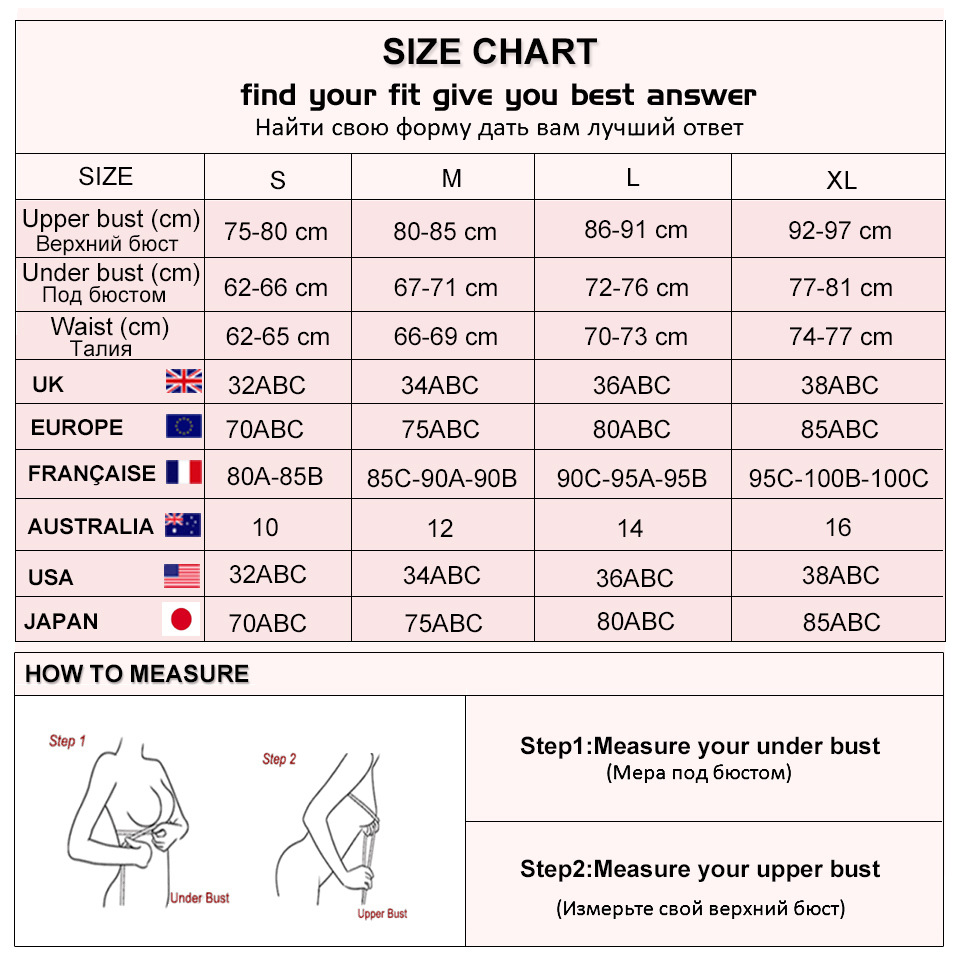 SIZE CHART
find your fit give you best answer
Найти свою форму дать вам лучший ответ
SIZE S M L XL
Upper bust (cm)
Верхний бюст
75-80 cm 80-85 cm 86-91 cm 92-97 cm
Under bust (cm)
Под бюстом
62-66 cm 67-71 cm 72-76 cm 77-81 cm
Waist (cm)
Талия
62-65 cm 66-69 cm 70-73 cm 74-77 cm
UK 32ABC 34ABC 36ABC 38ABC
EUROPE 70ABC 75ABC 80ABC 85ABC
FRANÇAISE 80A-85B 85C-90A-90B 90C-95A-95B 95C-100B-100C
AUSTRALIA 10 12 14 16
USA 32ABC 34ABC 36ABC 38ABC
JAPAN 70ABC 75ABC 80ABC 85ABC
HOW TO MEASURE
Step 1
Under Bust
Step 2
Upper Bust
Step1:Measure your under bust
(Мера под бюстом)
Step2:Measure your upper bust
(Измерьте свой верхний бюст)